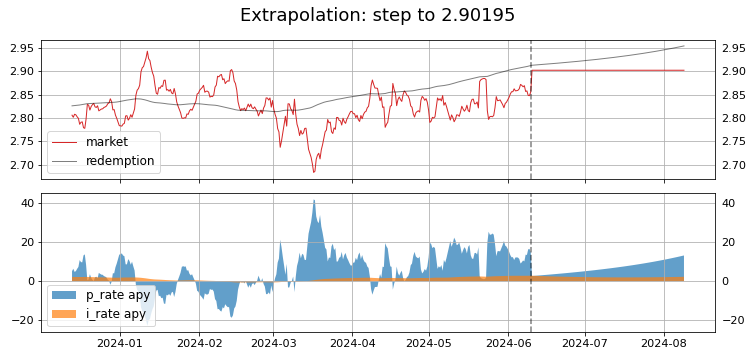 Extrapolation: step to 2.90195
2.95 2.95
2.90 2.90
2.85 2.85
2.80 2.80
2.75 2.75
2.70 2.70
market
redemption
40 40
20 20
0 0
−20 −20
p_rate apy
i_rate apy
2024-01 2024-02 2024-03 2024-04 2024-05 2024-06 2024-07 2024-08